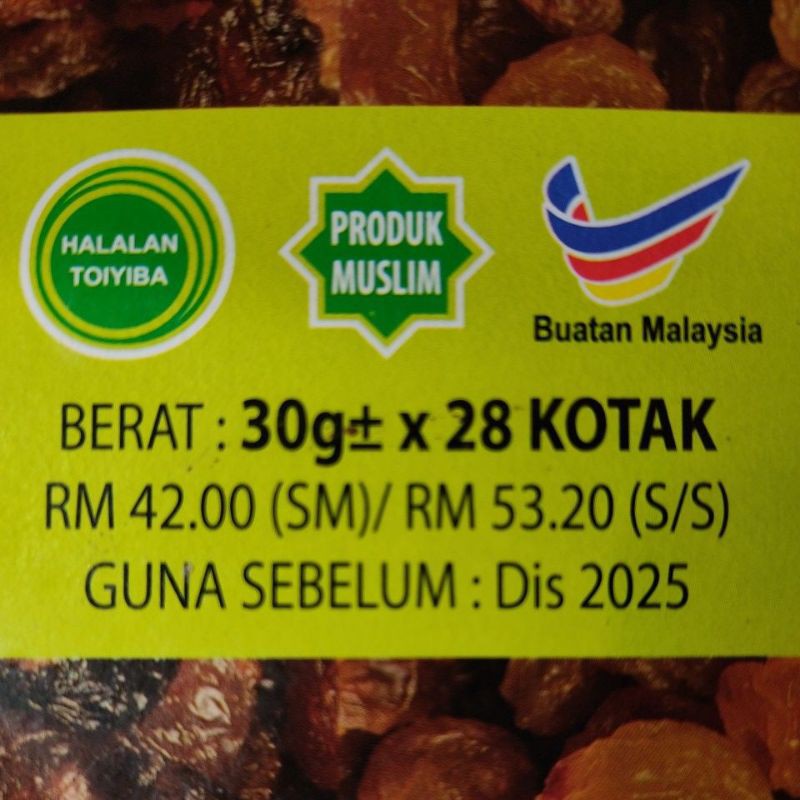 HALALAN
TOIYIBA
PRODUK
MUSLIM
Buatan Malaysia
BERAT : 30g± x 28 KOTAK
RM 42.00 (SM)/ RM 53.20 (S/S)
GUNA SEBELUM : Dis 2025